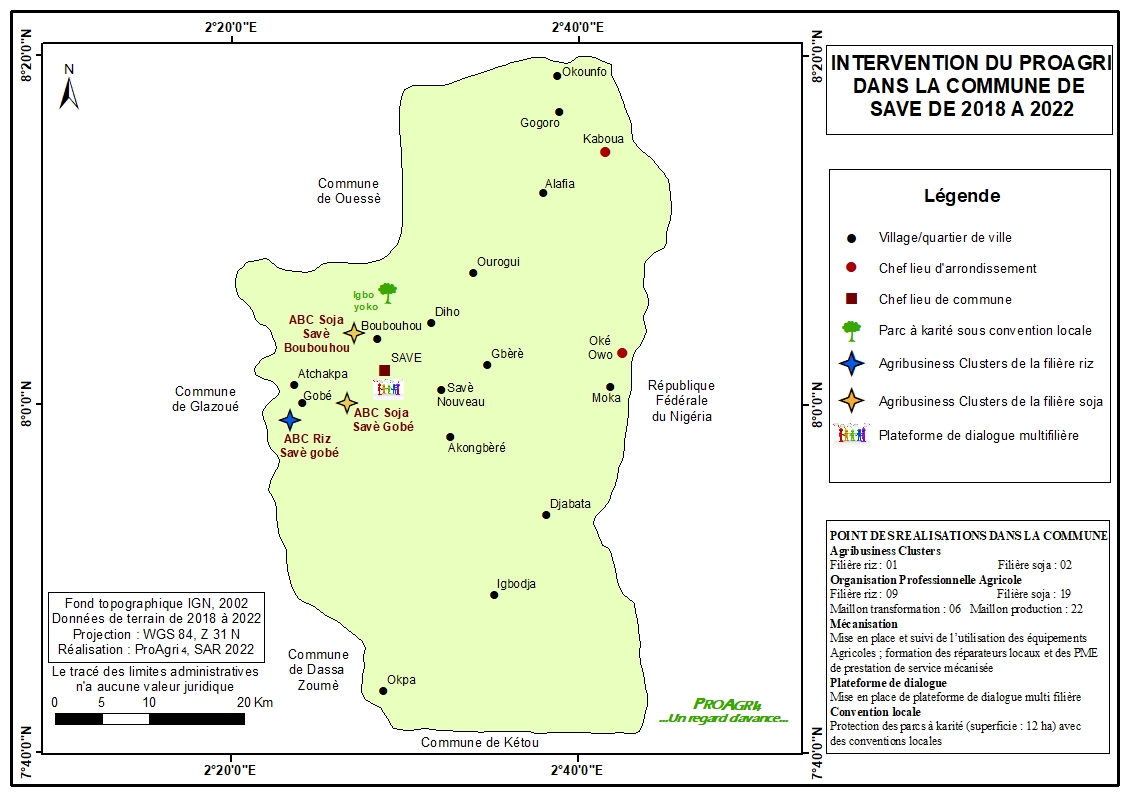 2°20'0"E
2°40'0"E
8°20'0"N
8°20'0"N
N
INTERVENTION DU PROAGRI
DANS LA COMMUNE DE
SAVE DE 2018 A 2022
Okounfo
Gogoro
Kaboua
Alafia
Commune
de Ouessè
Ourogui
Igbo
yoko
Diho
ABC Soja
Savè
Boubouhou
Boubouhou
SAVE
Gbèrè
Oké
Owo
Moka
Atchakpa
Gobé
Savè
Nouveau
Commune
de Glazoué
République
Fédérale
du Nigéria
ABC Soja
Savè Gobé
ABC Riz
Savè gobé
Akongbèré
8°0'0"N
8°0'0"N
Djabata
Igbodja
Okpa
Commune
de Dassa
Zoumè
Commune de Kétou
Légende
Village/quartier de ville
Chef lieu d'arrondissement
Chef lieu de commune
Parc à karité sous convention locale
Agribusiness Clusters de la filière riz
Agribusiness Clusters de la filière soja
Plateforme de dialogue multifilière
POINT DES REALISATIONS DANS LA COMMUNE
Agribusiness Clusters
Filière riz : 01 Filière soja : 02
Organisation Professionnelle Agricole
Filière riz : 09 Filière soja : 19
Maillon transformation : 06 Maillon production : 22
Mécanisation
Mise en place et suivi de l'utilisation des équipements
Agricoles ; formation des réparateurs locaux et des PME
de prestation de service mécanisée
Plateforme de dialogue
Mise en place de plateforme de dialogue multi filière
Convention locale
Protection des parcs à karité (superficie : 12 ha) avec
des conventions locales
Fond topographique IGN, 2002
Données de terrain de 2018 à 2022
Projection : WGS 84, Z 31 N
Réalisation : ProAgri 4, SAR 2022
Le tracé des limites administratives
n'a aucune valeur juridique
0 5 10 20 Km
PROAGRI4
...Un regard d'avance...
7°40'0"N
7°40'0"N
2°20'0"E
2°40'0"E